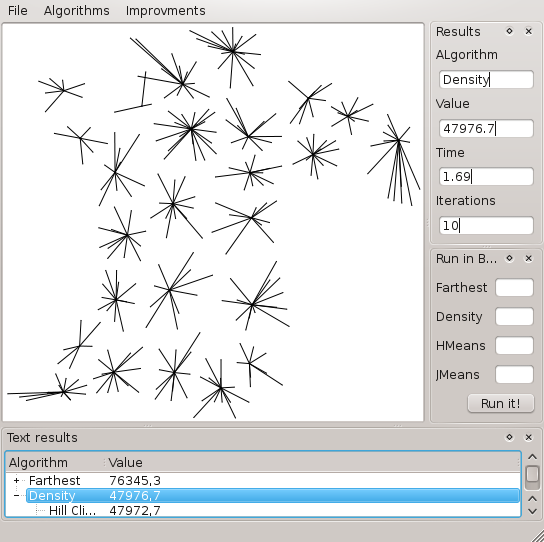 File Algorithms Improvments
Results
ALgorithm
Density
Value
47976.7
Time
1.69
Iterations
10
Run in B...
Farthest
Density
HMeans
JMeans
Run it!
Text results
Algorithm Value
Farthest 76345,3
Density 47976,7
Hill Cli... 47972,7